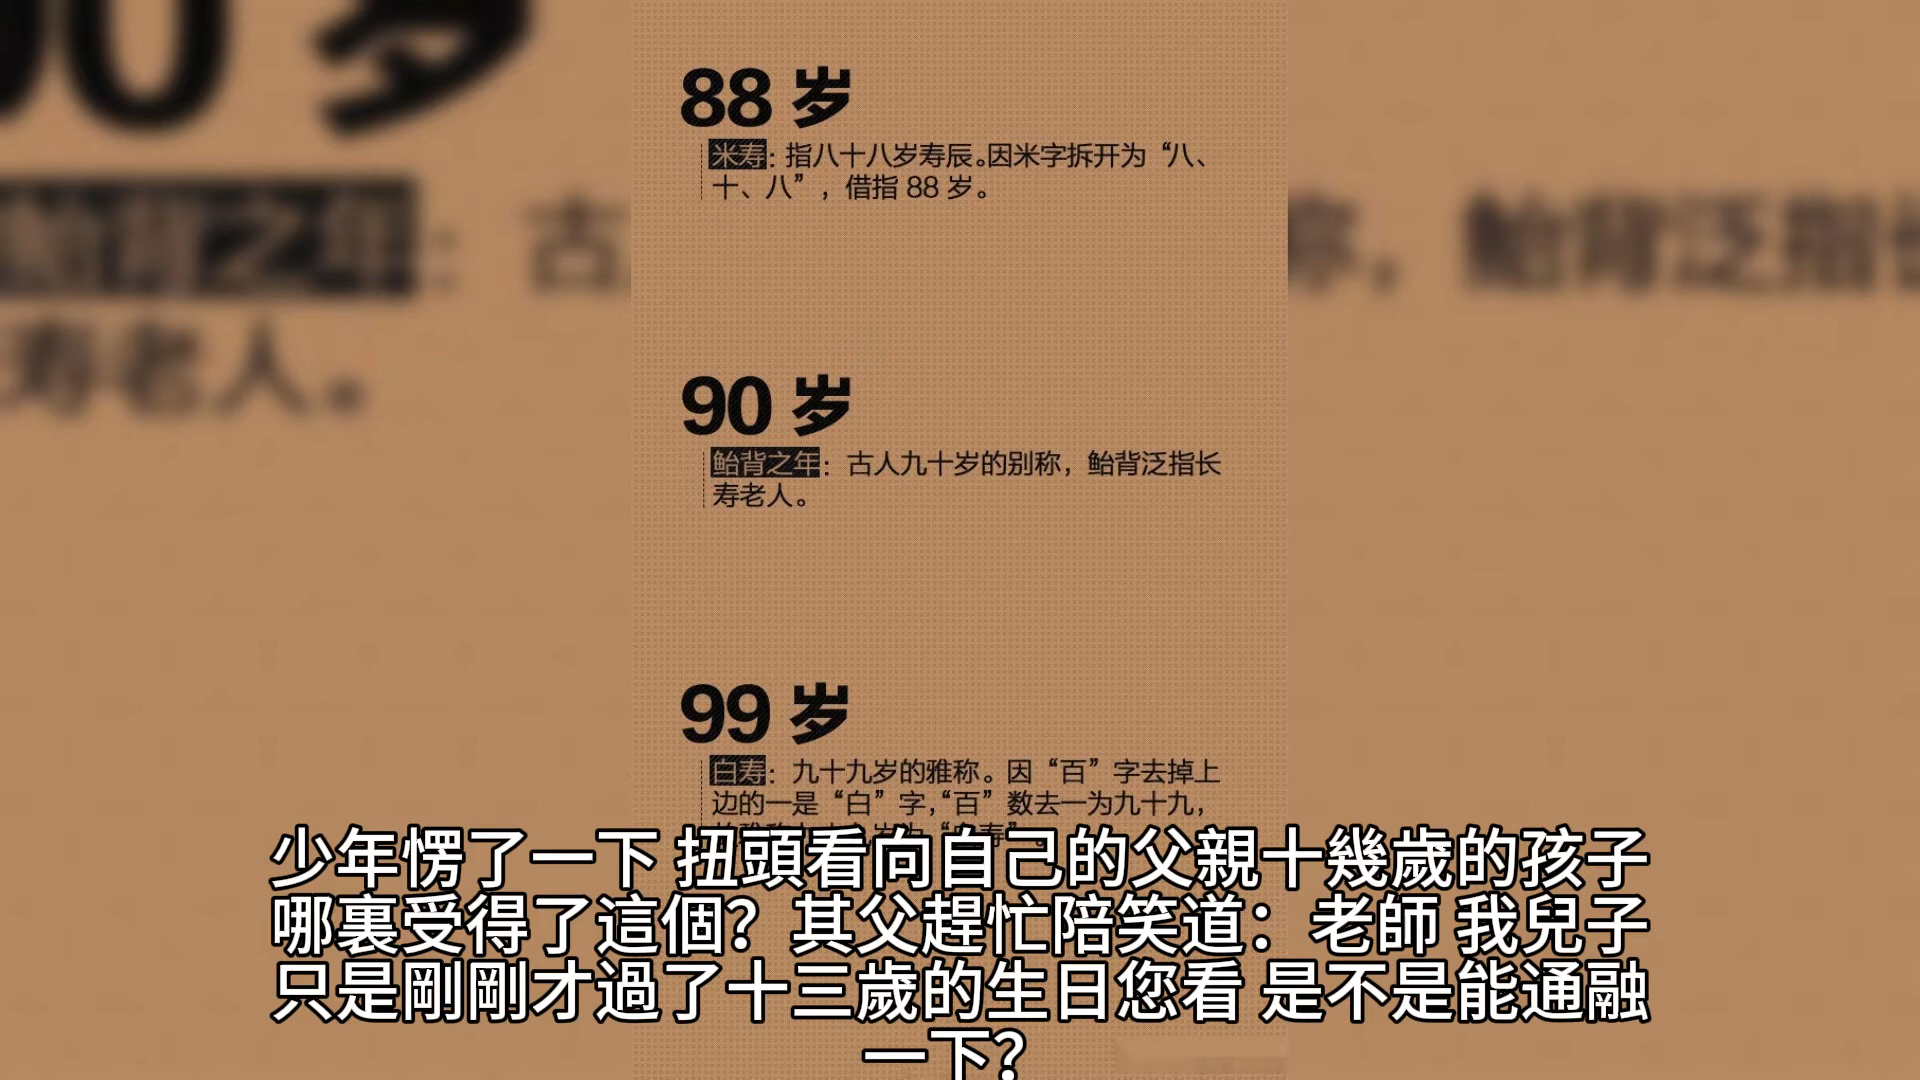 88 岁
米寿：指八十八岁寿辰。因米字拆开为“八、
十、八”，借指 88 岁。
90 岁
鲐背之年：古人九十岁的别称，鲐背泛指长
寿老人。
99 岁
白寿：九十九岁的雅称。因“百”字去掉上
边的一是“白”字，“百”数去一为九十九，
少年愣了一下 扭頭看向自己的父親十幾歲的孩子
哪裏受得了這個？其父趕忙陪笑道：老師 我兒子
只是剛剛才過了十三歲的生日您看 是不是能通融
一下？